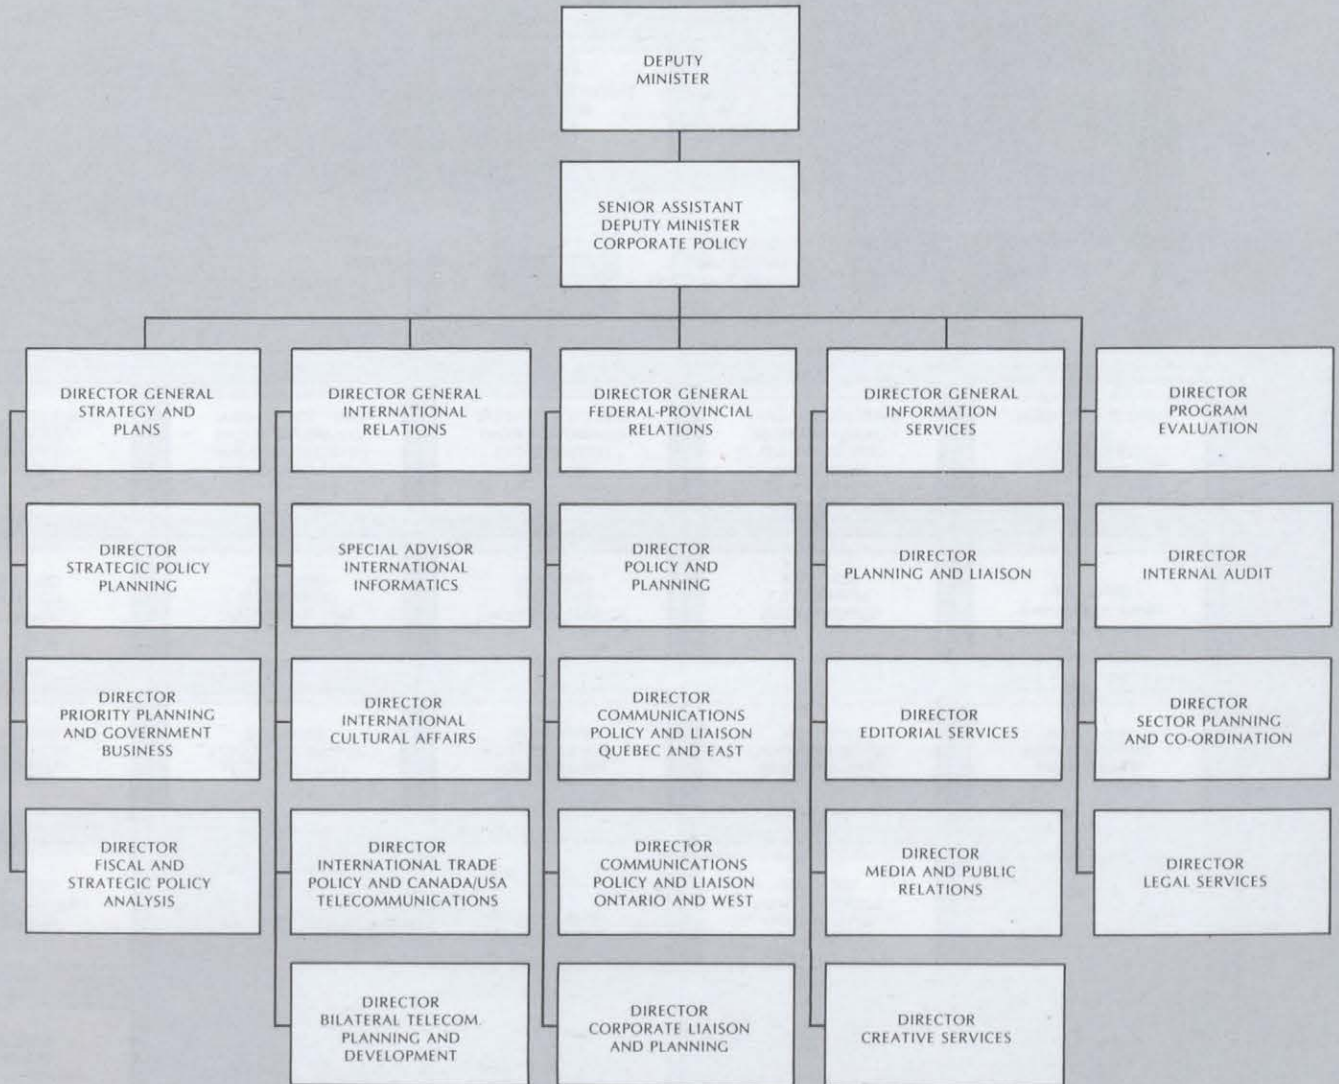 DEPUTY
MINISTER
SENIOR ASSISTANT
DEPUTY MINISTER
CORPORATE POLICY
DIRECTOR GENERAL
STRATEGY AND
PLANS
DIRECTOR GENERAL
INTERNATIONAL
RELATIONS
DIRECTOR GENERAL
FEDERAL-PROVINCIAL
RELATIONS
DIRECTOR GENERAL
INFORMATION
SERVICES
DIRECTOR
PROGRAM
EVALUATION
DIRECTOR
STRATEGIC POLICY
PLANNING
SPECIAL ADVISOR
INTERNATIONAL
INFORMATICS
DIRECTOR
POLICY AND
PLANNING
DIRECTOR
PLANNING AND LIAISON
DIRECTOR
INTERNAL AUDIT
DIRECTOR
PRIORITY PLANNING
AND GOVERNMENT
BUSINESS
DIRECTOR
INTERNATIONAL
CULTURAL AFFAIRS
DIRECTOR
COMMUNICATIONS
POLICY AND LIAISON
QUEBEC AND EAST
DIRECTOR
EDITORIAL SERVICES
DIRECTOR
SECTOR PLANNING
AND CO-ORDINATION
DIRECTOR
FISCAL AND
STRATEGIC POLICY
ANALYSIS
DIRECTOR
INTERNATIONAL TRADE
POLICY AND CANADA/USA
TELECOMMUNICATIONS
DIRECTOR
COMMUNICATIONS
POLICY AND LIAISON
ONTARIO AND WEST
DIRECTOR
MEDIA AND PUBLIC
RELATIONS
DIRECTOR
LEGAL SERVICES
DIRECTOR
BILATERAL TELECOM.
PLANNING AND
DEVELOPMENT
DIRECTOR
CORPORATE LIAISON
AND PLANNING
DIRECTOR
CREATIVE SERVICES